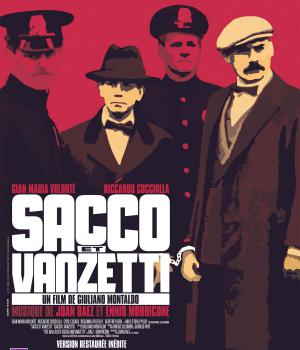 GIAN MARIA VOLONTÉ RICCARDO CUCCIOLLA
SACCO
ET
VANZETTI
UN FILM DE GIULIANO MONTALDO
MUSIQUE DE JOAN BAEZ ET ENNIO MORRICONE
VERSION RESTAURÉE INÉDITE